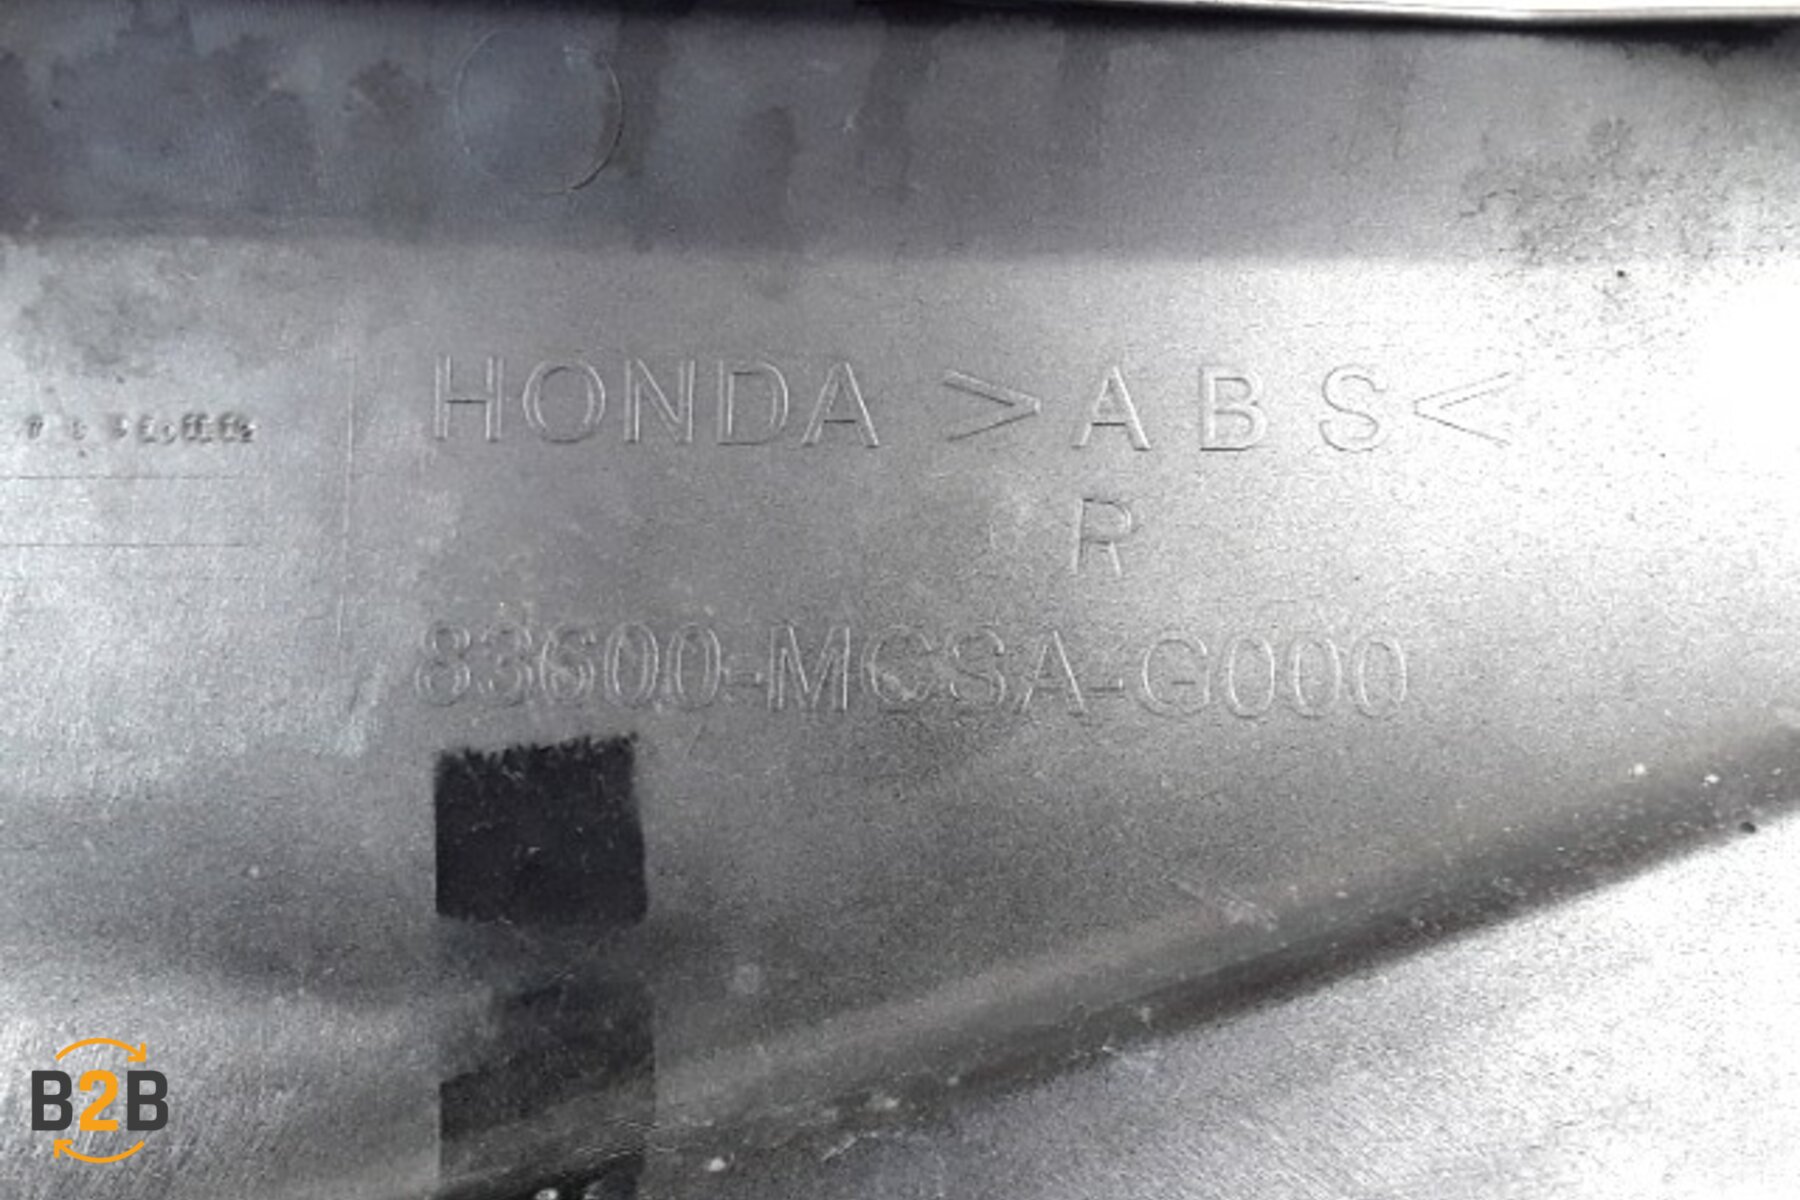 HONDA >ABS<
R
83600-MCSA-G000
B2B